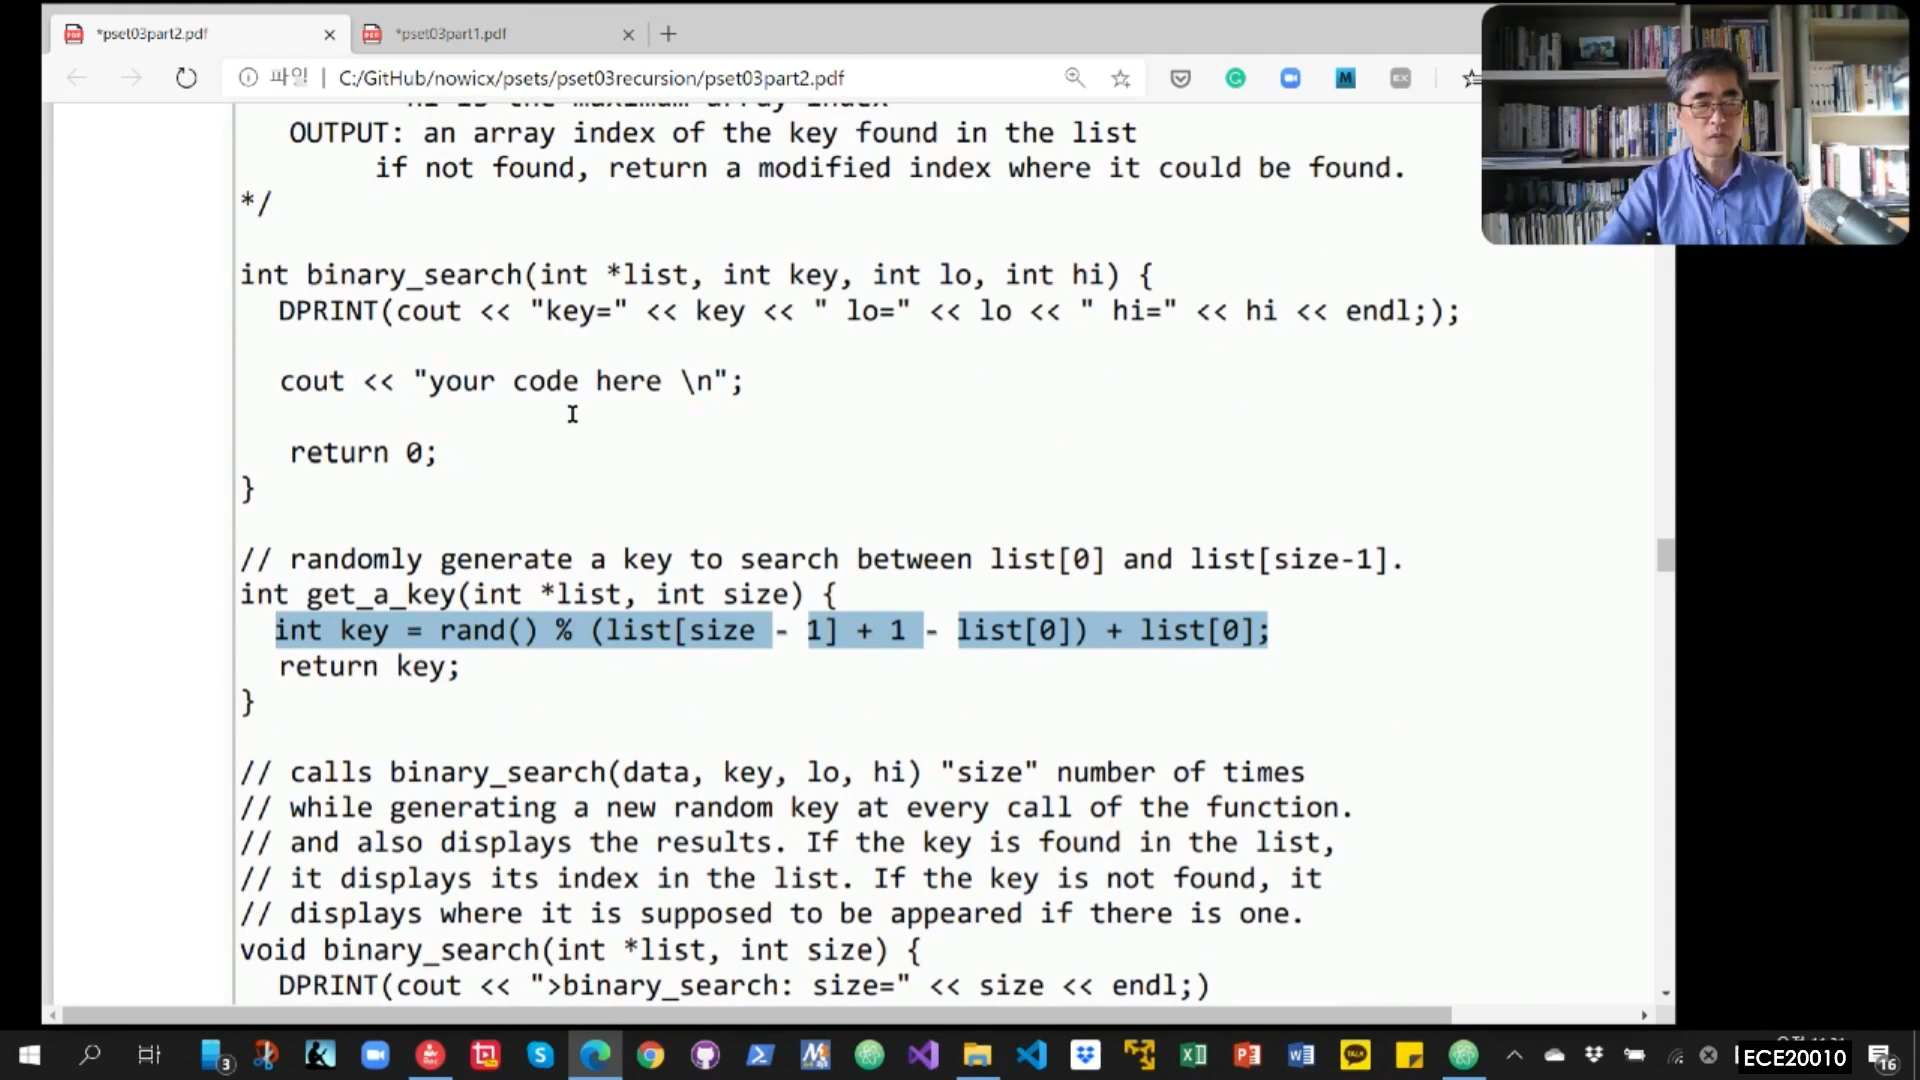 *pset03part2.pdf
*pset03part1.pdf
파일 | C:/GitHub/nowicx/psets/pset03recursion/pset03part2.pdf
hi is the maximum array index
OUTPUT: an array index of the key found in the list
if not found, return a modified index where it could be found.
*/
int binary_search(int *list, int key, int lo, int hi) {
DPRINT(cout << "key=" << key << " lo=" << lo << " hi=" << hi << endl;);
cout << "your code here \n";
return 0;
}
// randomly generate a key to search between list[0] and list[size-1].
int get_a_key(int *list, int size) {
int key = rand() % (list[size - 1] + 1 - list[0]) + list[0];
return key;
}
// calls binary_search(data, key, lo, hi) "size" number of times
// while generating a new random key at every call of the function.
// and also displays the results. If the key is found in the list,
// it displays its index in the list. If the key is not found, it
// displays where it is supposed to be appeared if there is one.
void binary_search(int *list, int size) {
DPRINT(cout << ">binary_search: size=" << size << endl;)
3
ECE20010
16